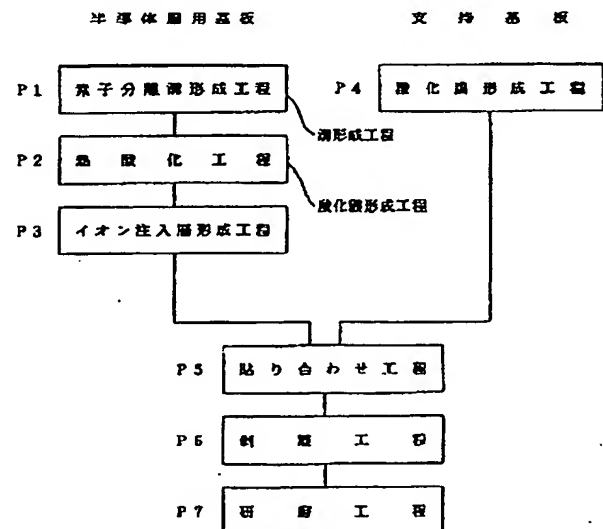 半導体層用基板
支持基板
P1 素子分離溝形成工程
P4 酸化膜形成工程
溝形成工程
P2 熱酸化工程
酸化膜形成工程
P3 イオン注入層形成工程
P5 貼り合わせ工程
P6 剥離工程
P7 研磨工程